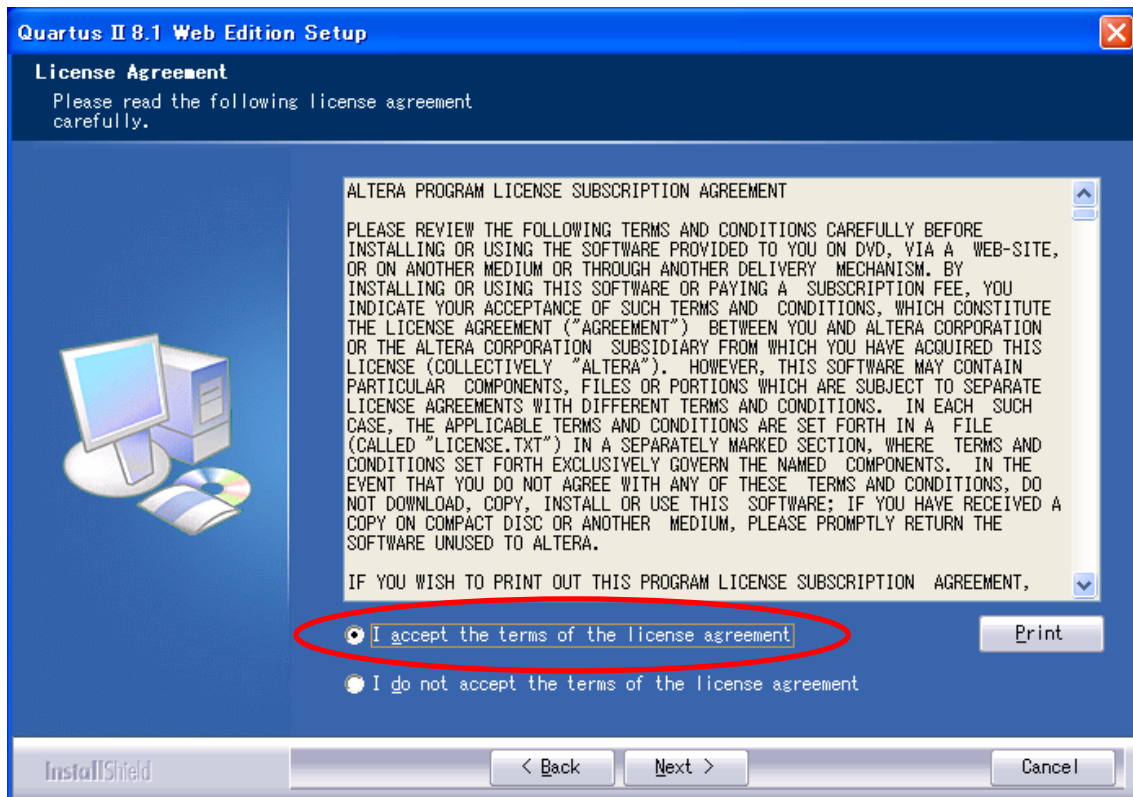 Quartus II 8.1 Web Edition Setup
License Agreement
Please read the following license agreement
carefully.
ALTERA PROGRAM LICENSE SUBSCRIPTION AGREEMENT
PLEASE REVIEW THE FOLLOWING TERMS AND CONDITIONS CAREFULLY BEFORE
INSTALLING OR USING THE SOFTWARE PROVIDED TO YOU ON DVD, VIA A  WEB-SITE,
OR ON ANOTHER MEDIUM OR THROUGH ANOTHER DELIVERY  MECHANISM. BY
INSTALLING OR USING THIS SOFTWARE OR PAYING A  SUBSCRIPTION FEE, YOU
INDICATE YOUR ACCEPTANCE OF SUCH TERMS AND  CONDITIONS, WHICH CONSTITUTE
THE LICENSE AGREEMENT ("AGREEMENT")  BETWEEN YOU AND ALTERA CORPORATION
OR THE ALTERA CORPORATION  SUBSIDIARY FROM WHICH YOU HAVE ACQUIRED THIS
LICENSE (COLLECTIVELY  "ALTERA").  HOWEVER, THIS SOFTWARE MAY CONTAIN
PARTICULAR  COMPONENTS, FILES OR PORTIONS WHICH ARE SUBJECT TO SEPARATE
LICENSE AGREEMENTS WITH DIFFERENT TERMS AND CONDITIONS.  IN EACH  SUCH
CASE, THE APPLICABLE TERMS AND CONDITIONS ARE SET FORTH IN A  FILE
(CALLED "LICENSE.TXT") IN A SEPARATELY MARKED SECTION, WHERE  TERMS AND
CONDITIONS SET FORTH EXCLUSIVELY GOVERN THE NAMED  COMPONENTS.  IN THE
EVENT THAT YOU DO NOT AGREE WITH ANY OF THESE  TERMS AND CONDITIONS, DO
NOT DOWNLOAD, COPY, INSTALL OR USE THIS  SOFTWARE; IF YOU HAVE RECEIVED A
COPY ON COMPACT DISC OR ANOTHER  MEDIUM, PLEASE PROMPTLY RETURN THE
SOFTWARE UNUSED TO ALTERA.
IF YOU WISH TO PRINT OUT THIS PROGRAM LICENSE SUBSCRIPTION  AGREEMENT,
I accept the terms of the license agreement
Print
I do not accept the terms of the license agreement
InstallShield
< Back
Next >
Cancel